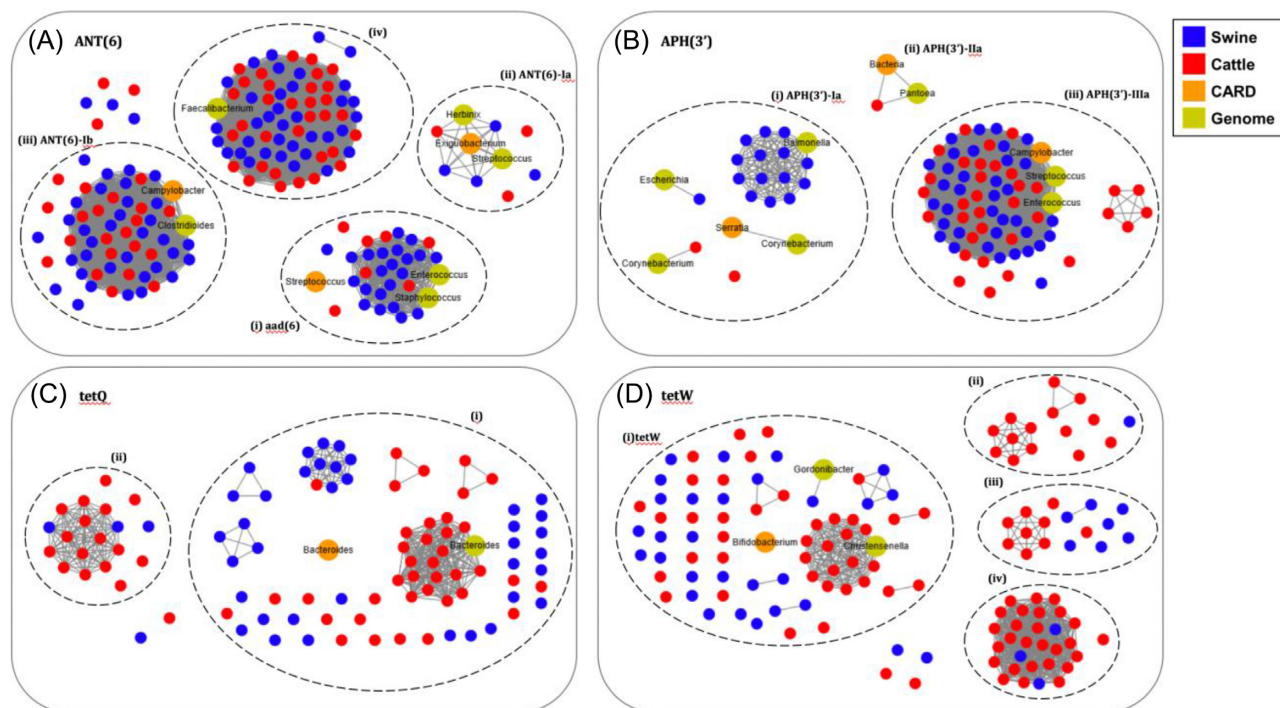 (A) ANT(6)
(iv)
(ii) ANT(6)-Ia
Faecalibacterium
Herbinix
Exiguobacterium
Streptococcus
(iii) ANT(6)-Ib
Campylobacter
Clostridioides
Streptococcus
Enterococcus
Staphylococcus
(i) aad(6)
(B) APH(3')
(ii) APH(3')-IIa
Bacteria
Pantoea
(i) APH(3')-Ia
(iii) APH(3')-IIIa
Salmonella
Escherichia
Serratia
Corynebacterium
Corynebacterium
Campylobacter
Streptococcus
Enterococcus
Swine
Cattle
CARD
Genome
(C) tetQ
(i)
(ii)
Bacteroides
Bacteroides
(D) tetW
(ii)
(i)tetW
Gordonibacter
Bifidobacterium
Christensenella
(iii)
(iv)